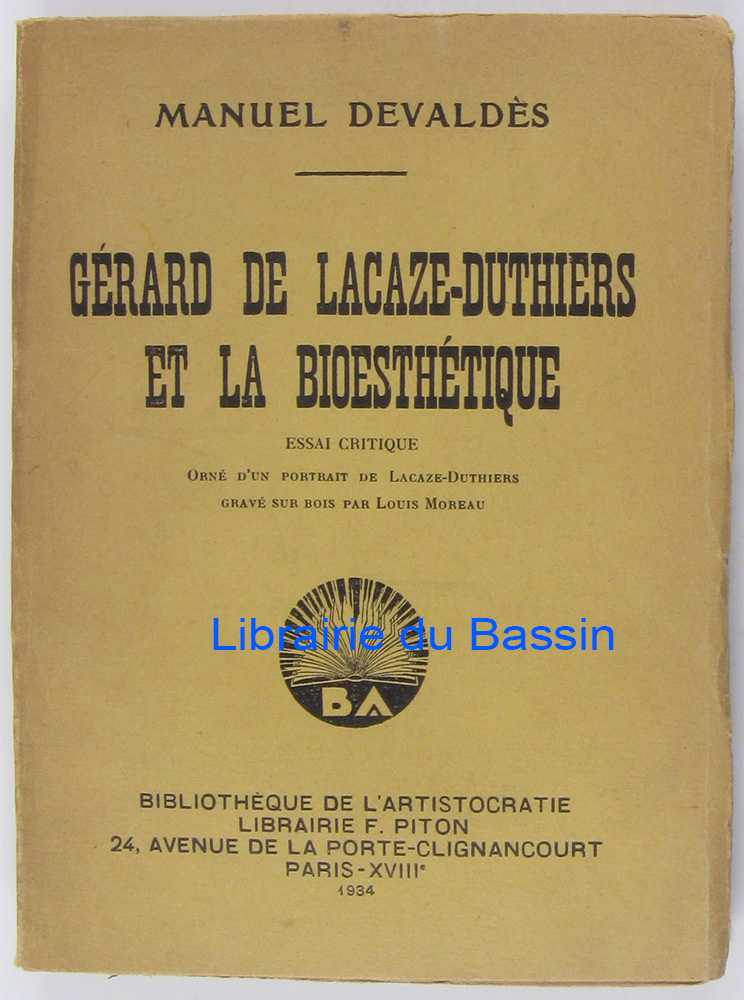 MANUEL DEVALDÈS
GÉRARD DE LACAZE-DUTHIERS
ET LA BIOESTHÉTIQUE
ESSAI CRITIQUE
ORNÉ D'UN PORTRAIT DE LACAZE-DUTHIERS
GRAVÉ SUR BOIS PAR LOUIS MOREAU
Librairie du Bassin
BA
BIBLIOTHÈQUE DE L'ARTISTOCRATIE
LIBRAIRIE F. PITON
24, AVENUE DE LA PORTE-CLIGNANCOURT
PARIS-XVIIIe
1934